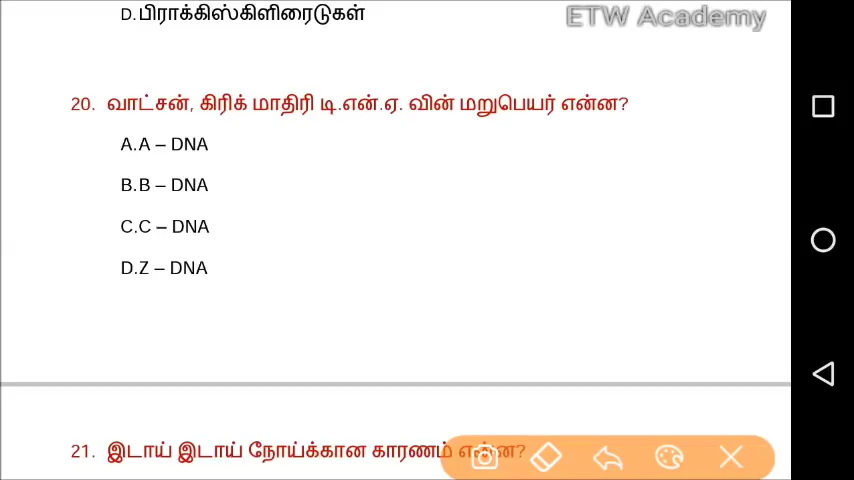 D.பிராக்கிஸ்கிளிரைடுகள்
ETW Academy
20. வாட்சன், கிரிக் மாதிரி டி.என்.ஏ. வின் மறுபெயர் என்ன?
A.A – DNA
B.B – DNA
C.C – DNA
D.Z – DNA
21. இடாய் இடாய் நோய்க்கான காரணம் என்ன?